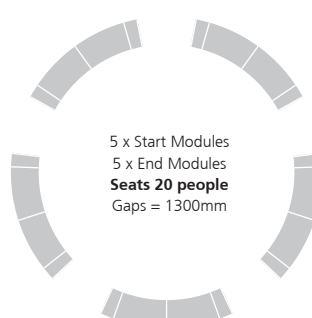 5 x Start Modules
5 x End Modules
Seats 20 people
Gaps = 1300mm